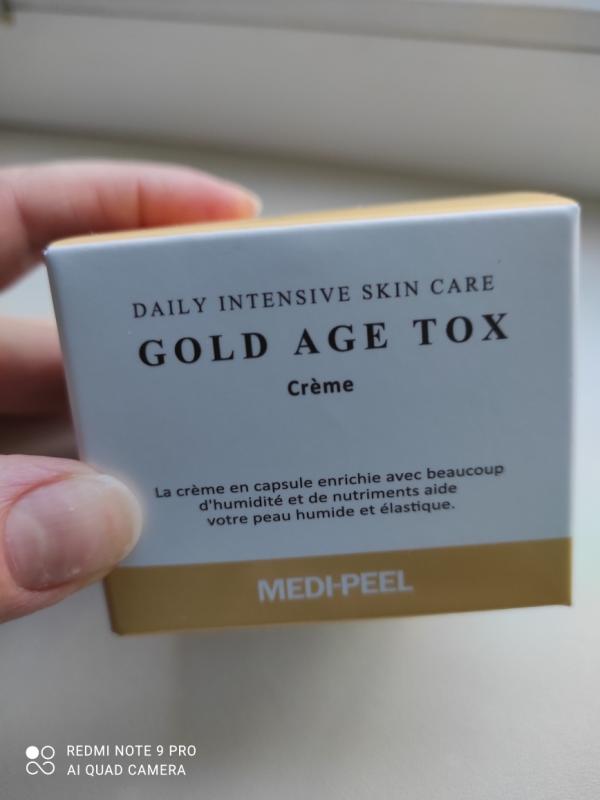 DAILY INTENSIVE SKIN CARE
GOLD AGE TOX
Crème
La crème en capsule enrichie avec beaucoup
d'humidité et de nutriments aide
votre peau humide et élastique.
MEDI-PEEL
REDMI NOTE 9 PRO
AI QUAD CAMERA